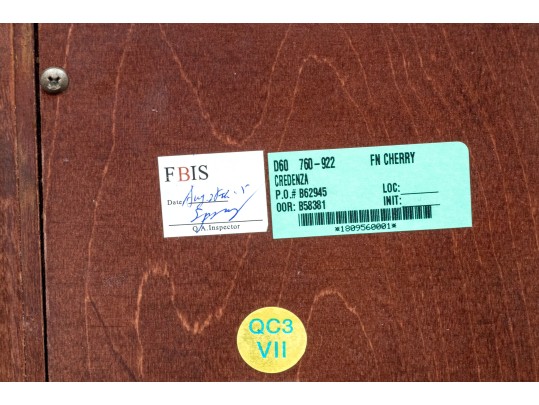 FBIS
Date
Q.A.Inspector
D60 760-922 FN CHERRY
CREDENZA
P.O.# B62945 LOC:
OOR: B58381 INIT:
*1809560001*
QC3
VII